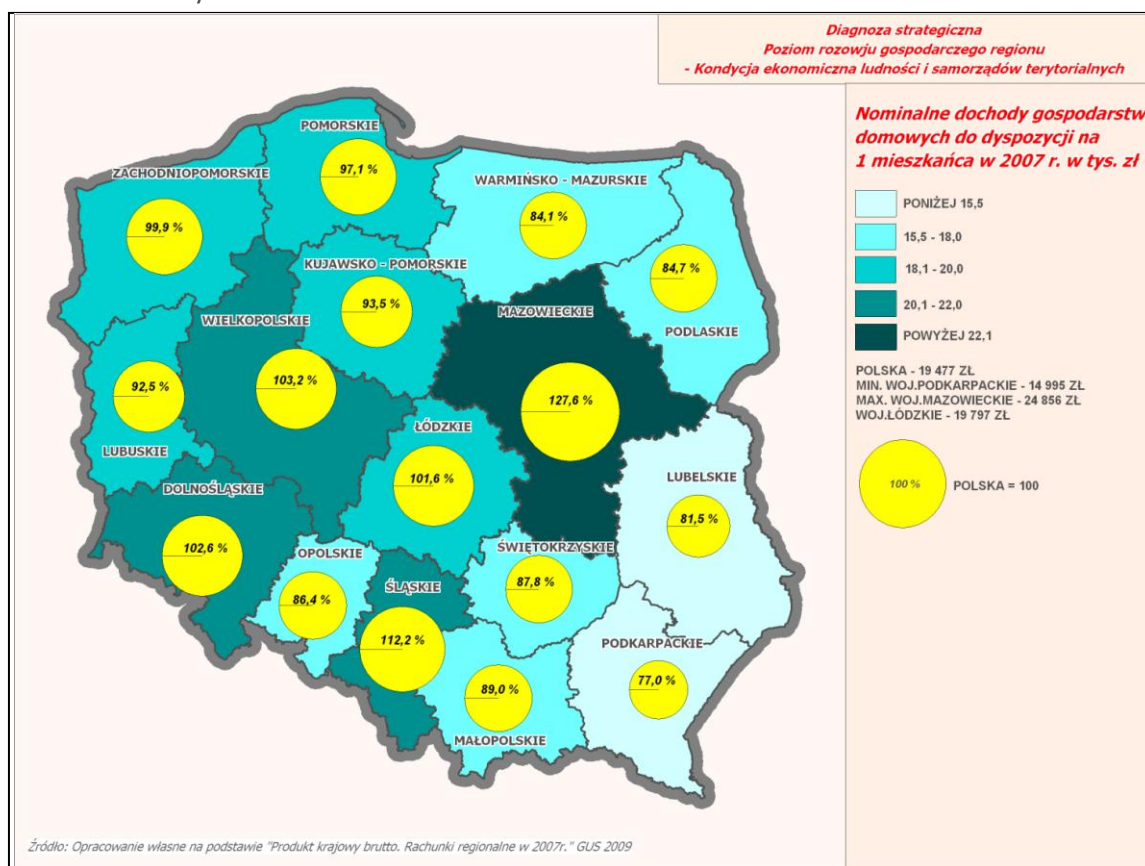 Diagnoza strategiczna
Poziom rozowju gospodarczego regionu
- Kondycja ekonomiczna ludności i samorządów terytorialnych
Nominalne dochody gospodarstw
domowych do dyspozycji na
1 mieszkańca w 2007 r. w tys. zł
PONIŻEJ 15,5
15,5 - 18,0
18,1 - 20,0
20,1 - 22,0
POWYŻEJ 22,1
POLSKA - 19 477 ZŁ
MIN. WOJ.PODKARPACKIE - 14 995 ZŁ
MAX. WOJ.MAZOWIECKIE - 24 856 ZŁ
WOJ.ŁÓDZKIE - 19 797 ZŁ
100 %
POLSKA = 100
POMORSKIE
97,1 %
ZACHODNIOPOMORSKIE
99,9 %
WARMIŃSKO - MAZURSKIE
84,1 %
KUJAWSKO - POMORSKIE
93,5 %
84,7 %
PODLASKIE
WIELKOPOLSKIE
103,2 %
MAZOWIECKIE
127,6 %
92,5 %
LUBUSKIE
ŁÓDZKIE
101,6 %
DOLNOŚLĄSKIE
102,6 %
LUBELSKIE
81,5 %
OPOLSKIE
86,4 %
ŚLĄSKIE
112,2 %
ŚWIĘTOKRZYSKIE
87,8 %
PODKARPACKIE
77,0 %
89,0 %
MAŁOPOLSKIE
Źródło: Opracowanie własne na podstawie "Produkt krajowy brutto. Rachunki regionalne w 2007r." GUS 2009